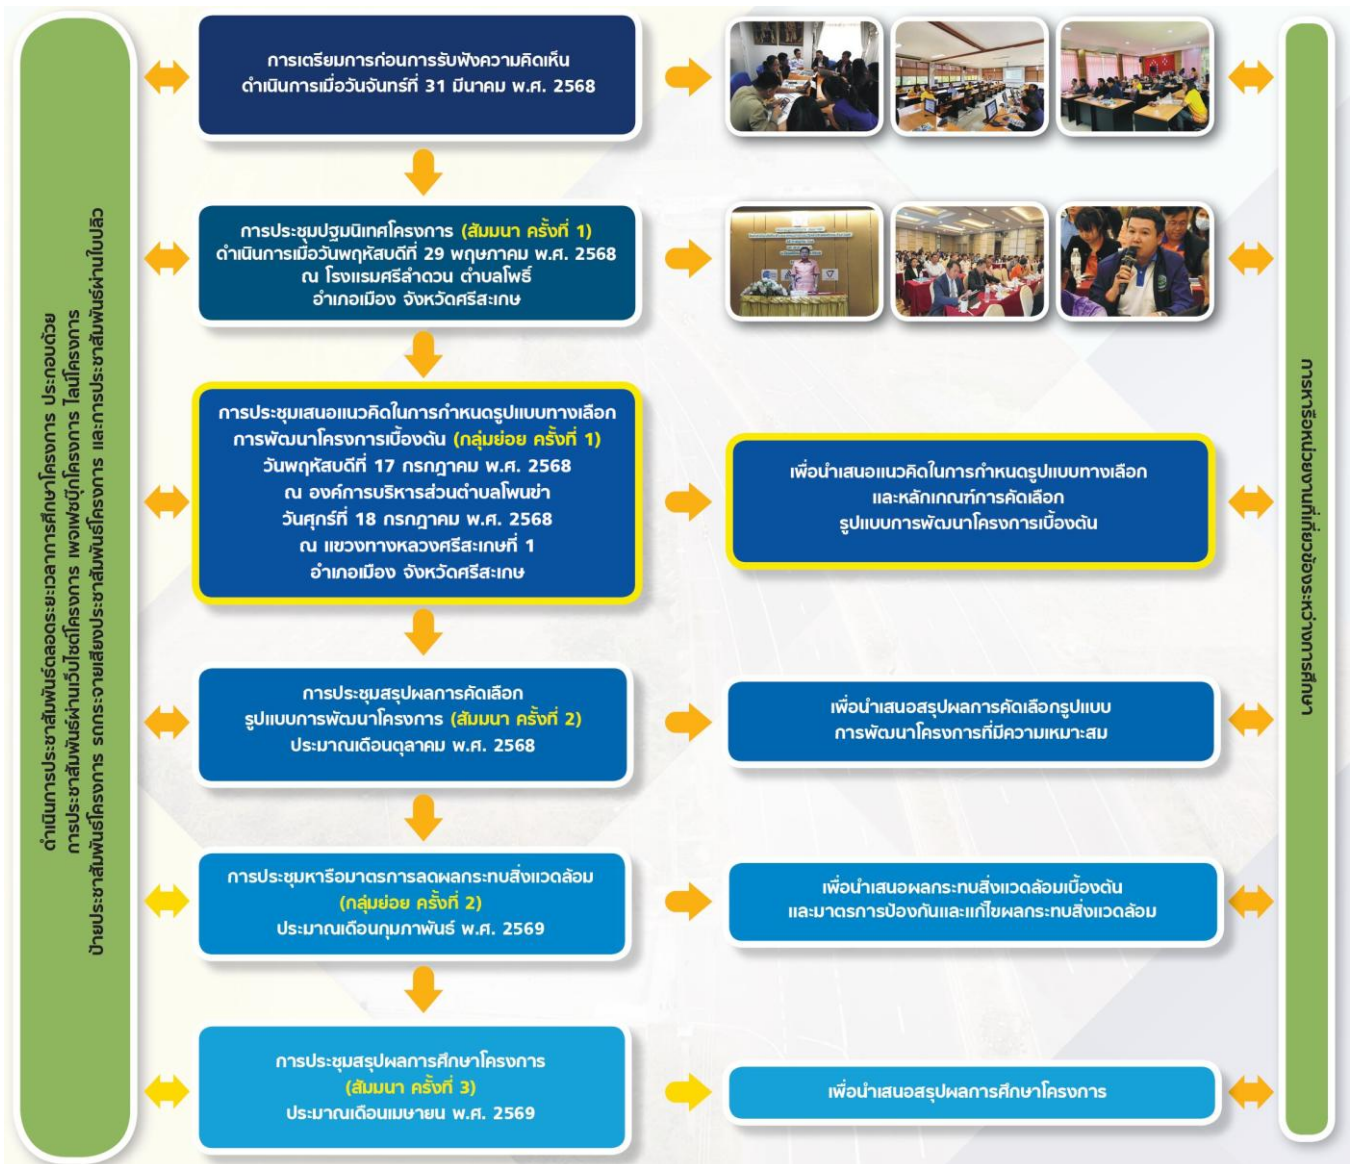 ดำเนินการประชาสัมพันธ์ตลอดระยะเวลาการศึกษาโครงการ ประกอบด้วย
การประชาสัมพันธ์ผ่านเว็บไซต์โครงการ เพจเฟซบุ๊กโครงการ ไลน์โครงการ
ป้ายประชาสัมพันธ์โครงการ รถกระจายเสียงประชาสัมพันธ์โครงการ และการประชาสัมพันธ์ผ่านใบปลิว
การเตรียมการก่อนการรับฟังความคิดเห็น
ดำเนินการเมื่อวันจันทร์ที่ 31 มีนาคม พ.ศ. 2568
การประชุมปฐมนิเทศโครงการ (สัมมนา ครั้งที่ 1)
ดำเนินการเมื่อวันพฤหัสบดีที่ 29 พฤษภาคม พ.ศ. 2568
ณ โรงแรมศรีลำดวน ตำบลโพธิ์
อำเภอเมือง จังหวัดศรีสะเกษ
การประชุมเสนอแนวคิดในการกำหนดรูปแบบทางเลือก
การพัฒนาโครงการเบื้องต้น (กลุ่มย่อย ครั้งที่ 1)
วันพฤหัสบดีที่ 17 กรกฎาคม พ.ศ. 2568
ณ องค์การบริหารส่วนตำบลโพนข่า
วันศุกร์ที่ 18 กรกฎาคม พ.ศ. 2568
ณ แขวงทางหลวงศรีสะเกษที่ 1
อำเภอเมือง จังหวัดศรีสะเกษ
เพื่อนำเสนอแนวคิดในการกำหนดรูปแบบทางเลือก
และหลักเกณฑ์การคัดเลือก
รูปแบบการพัฒนาโครงการเบื้องต้น
การประชุมสรุปผลการคัดเลือก
รูปแบบการพัฒนาโครงการ (สัมมนา ครั้งที่ 2)
ประมาณเดือนตุลาคม พ.ศ. 2568
เพื่อนำเสนอสรุปผลการคัดเลือกรูปแบบ
การพัฒนาโครงการที่มีความเหมาะสม
การประชุมหารือมาตรการลดผลกระทบสิ่งแวดล้อม
(กลุ่มย่อย ครั้งที่ 2)
ประมาณเดือนกุมภาพันธ์ พ.ศ. 2569
เพื่อนำเสนอผลกระทบสิ่งแวดล้อมเบื้องต้น
และมาตรการป้องกันและแก้ไขผลกระทบสิ่งแวดล้อม
การประชุมสรุปผลการศึกษาโครงการ
(สัมมนา ครั้งที่ 3)
ประมาณเดือนเมษายน พ.ศ. 2569
เพื่อนำเสนอสรุปผลการศึกษาโครงการ
การหารือหน่วยงานที่เกี่ยวข้องระหว่างการศึกษา